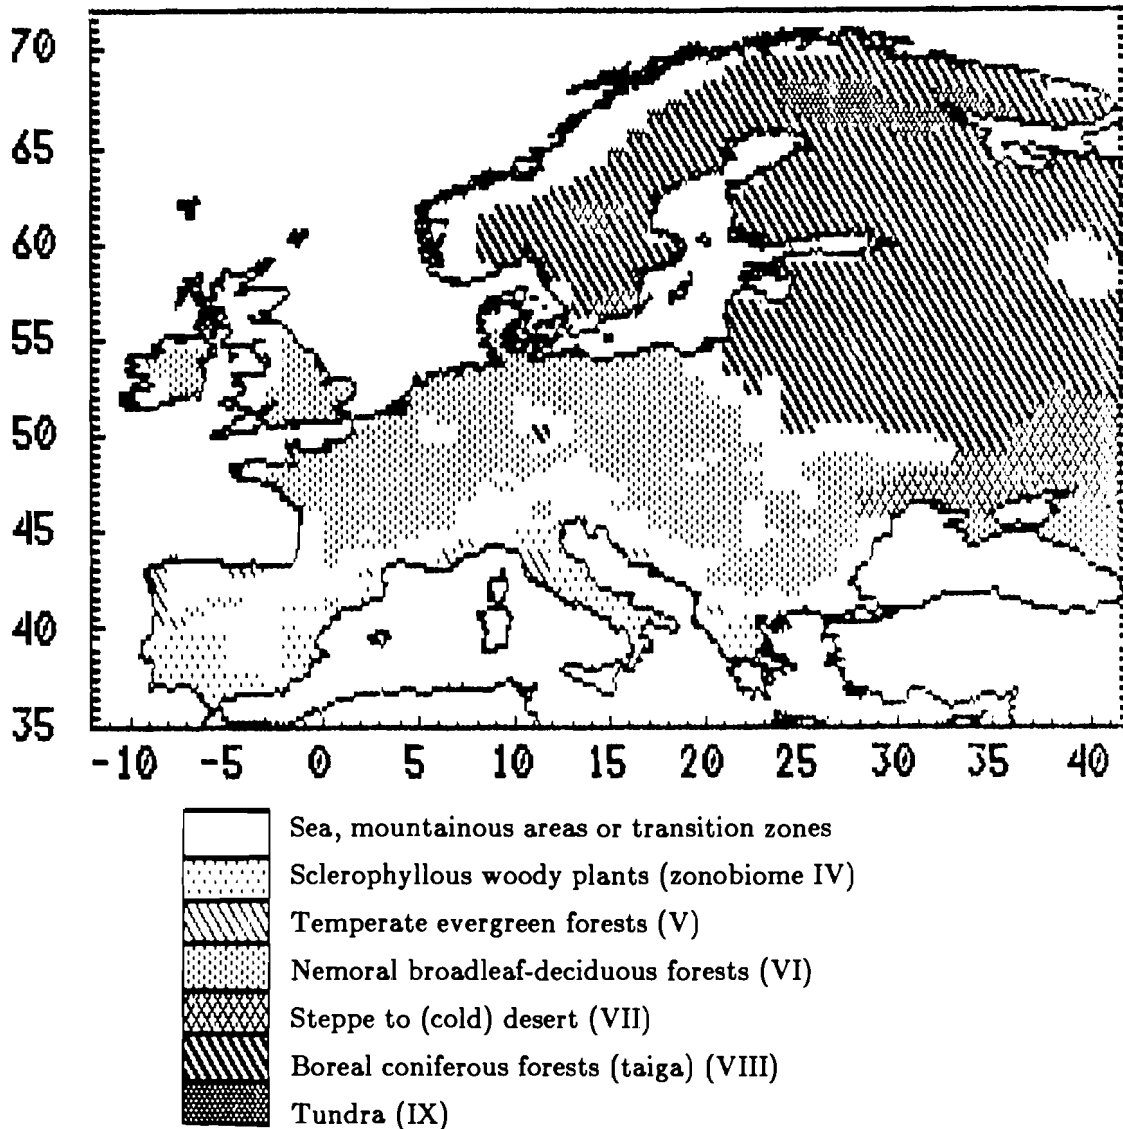 70
65
60
55
50
45
40
35
-10 -5 0 5 10 15 20 25 30 35 40
Sea, mountainous areas or transition zones
Sclerophyllous woody plants (zonobiome IV)
Temperate evergreen forests (V)
Nemoral broadleaf-deciduous forests (VI)
Steppe to (cold) desert (VII)
Boreal coniferous forests (taiga) (VIII)
Tundra (IX)